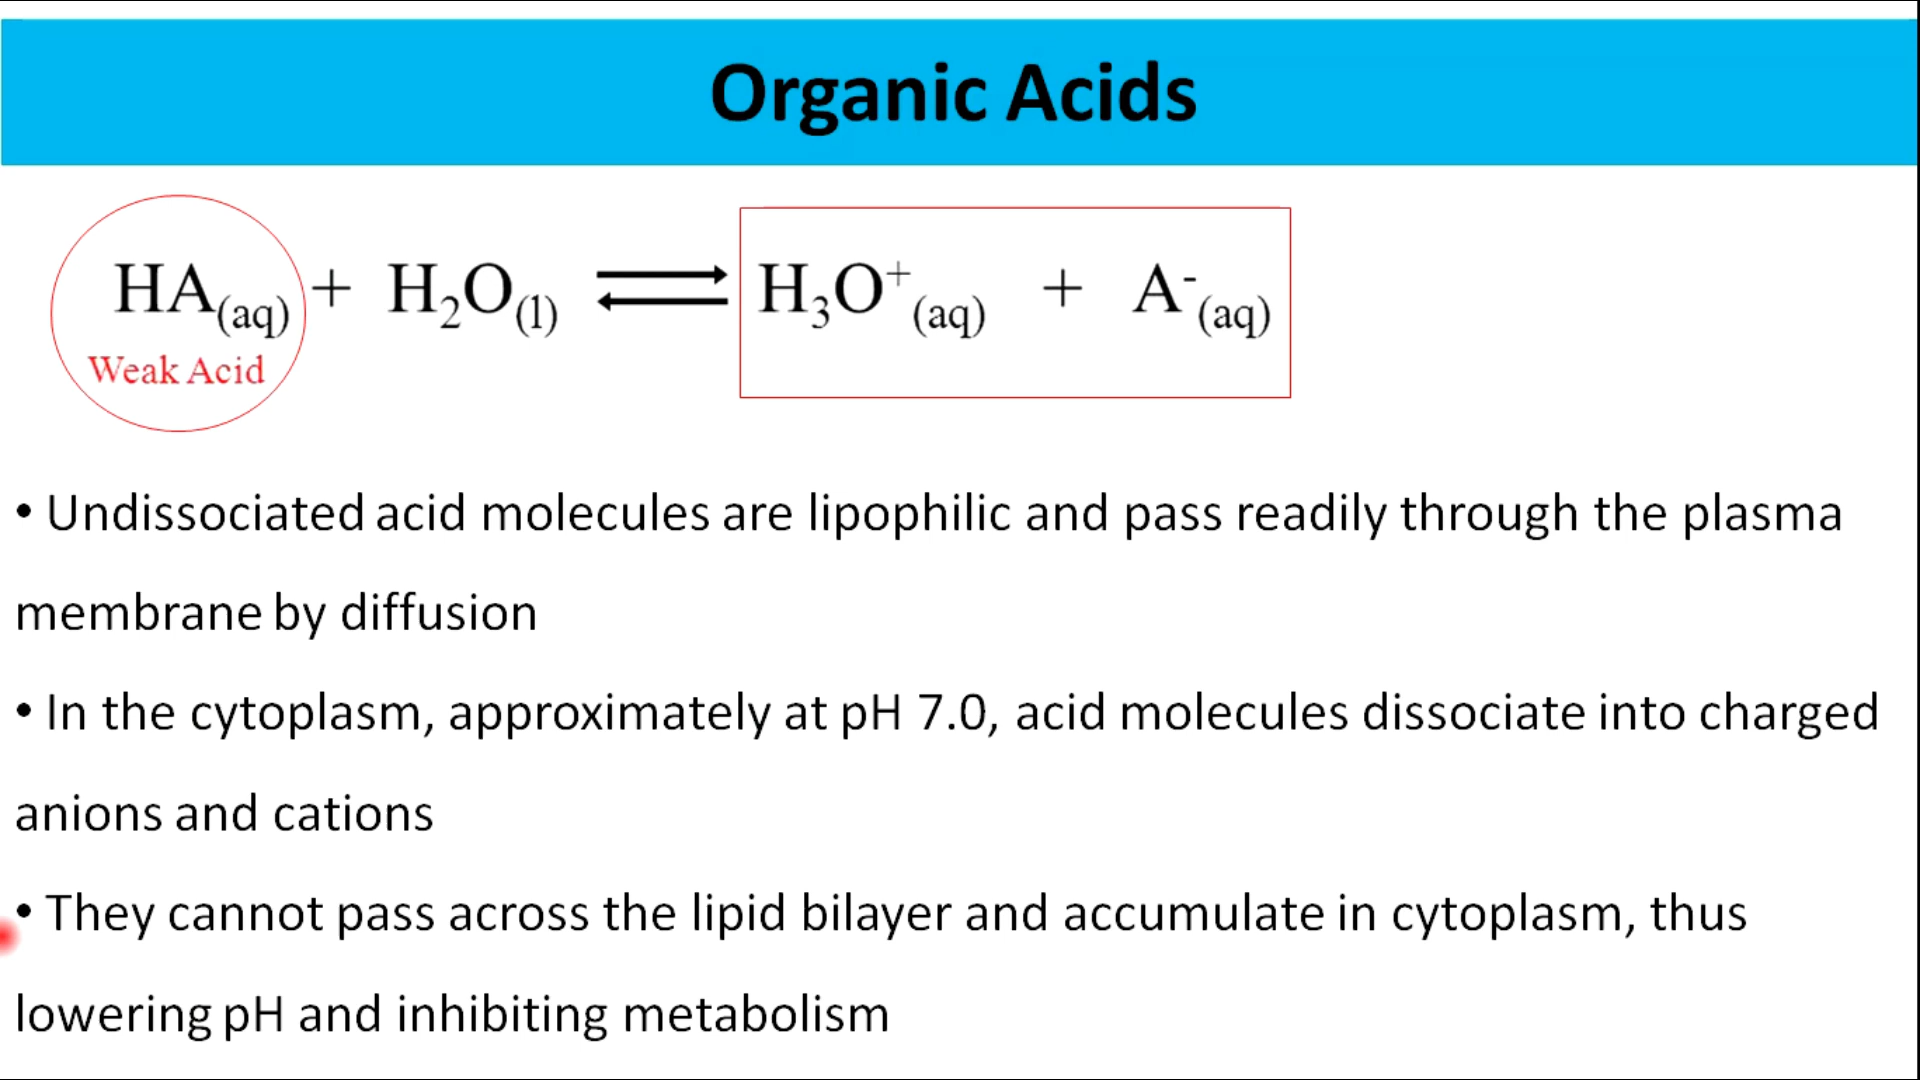 Organic Acids
HA(aq) + H₂O(l) ⇌ H₃O⁺(aq) + A⁻(aq)
Weak Acid
• Undissociated acid molecules are lipophilic and pass readily through the plasma
membrane by diffusion
• In the cytoplasm, approximately at pH 7.0, acid molecules dissociate into charged
anions and cations
• They cannot pass across the lipid bilayer and accumulate in cytoplasm, thus
lowering pH and inhibiting metabolism